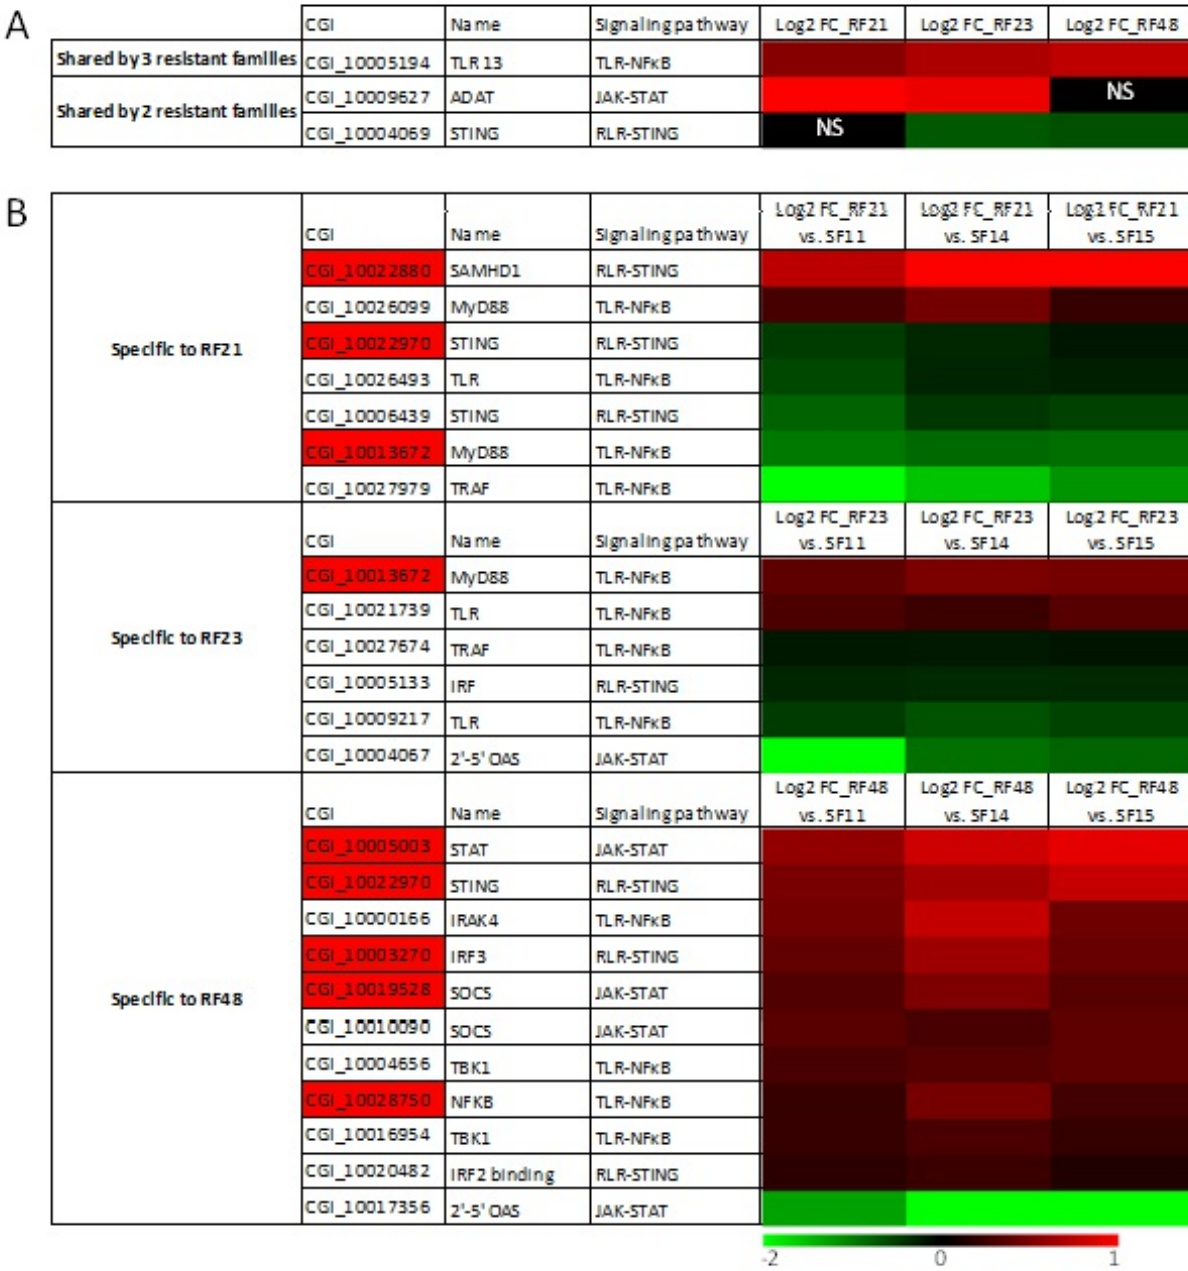 A
CGI Name Signaling pathway Log2 FC_RF21 Log2 FC_RF23 Log2 FC_RF48
Shared by 3 resistant families CGI_10005194 TLR13 TLR-NFκB
Shared by 2 resistant families CGI_10009627 ADAT JAK-STAT NS
CGI_10004069 STING RLR-STING NS
B
Log2 FC_RF21 Log2 FC_RF21 Log2 FC_RF21
CGI Name Signaling pathway vs. SF11 vs. SF14 vs. SF15
Specific to RF21
CGI_10022880 SAMHD1 RLR-STING
CGI_10026099 MyD88 TLR-NFκB
CGI_10022970 STING RLR-STING
CGI_10026493 TLR TLR-NFκB
CGI_10006439 STING RLR-STING
CGI_10013672 MyD88 TLR-NFκB
CGI_10027979 TRAF TLR-NFκB
Log2 FC_RF23 Log2 FC_RF23 Log2 FC_RF23
CGI Name Signaling pathway vs. SF11 vs. SF14 vs. SF15
Specific to RF23
CGI_10013672 MyD88 TLR-NFκB
CGI_10021739 TLR TLR-NFκB
CGI_10027674 TRAF TLR-NFκB
CGI_10005133 IRF RLR-STING
CGI_10009217 TLR TLR-NFκB
CGI_10004067 2'-5' OAS JAK-STAT
Log2 FC_RF48 Log2 FC_RF48 Log2 FC_RF48
CGI Name Signaling pathway vs. SF11 vs. SF14 vs. SF15
Specific to RF48
CGI_10005003 STAT JAK-STAT
CGI_10022970 STING RLR-STING
CGI_10000166 IRAK4 TLR-NFκB
CGI_10003270 IRF3 RLR-STING
CGI_10019528 SOCS JAK-STAT
CGI_10010090 SOCS JAK-STAT
CGI_10004656 TBK1 TLR-NFκB
CGI_10028750 NFKB TLR-NFκB
CGI_10016954 TBK1 TLR-NFκB
CGI_10020482 IRF2 binding RLR-STING
CGI_10017356 2'-5' OAS JAK-STAT
-2 0 1